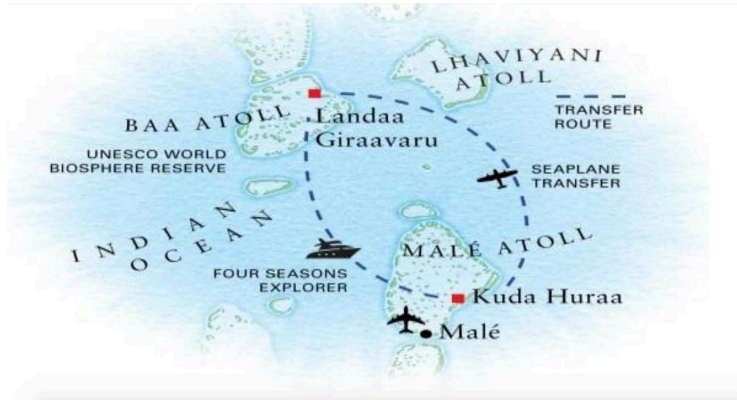 LHAVIYANI
ATOLL
TRANSFER
ROUTE
BAA ATOLL
Landaa
Giraavaru
UNESCO WORLD
BIOSPHERE RESERVE
SEAPLANE
TRANSFER
INDIAN
OCEAN
MALÉ ATOLL
FOUR SEASONS
EXPLORER
Kuda Huraa
Malé